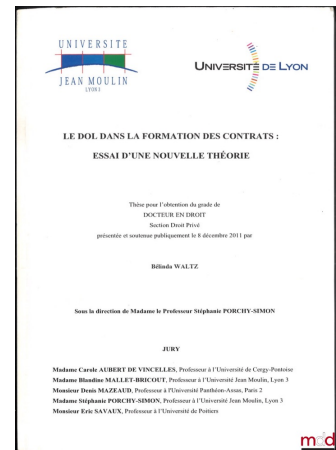 UNIVERSITE
JEAN MOULIN
LYON 3
UNIVERSITÉ DE LYON
LE DOL DANS LA FORMATION DES CONTRATS :
ESSAI D'UNE NOUVELLE THÉORIE
Thèse pour l'obtention du grade de
DOCTEUR EN DROIT
Section Droit Privé
présentée et soutenue publiquement le 8 décembre 2011 par
Bélinda WALTZ
Sous la direction de Madame le Professeur Stéphanie PORCHY-SIMON
JURY
Madame Carole AUBERT DE VINCELLES, Professeur à l'Université de Cergy-Pontoise
Madame Blandine MALLET-BRICOUT, Professeur à l'Université Jean Moulin, Lyon 3
Monsieur Denis MAZEAUD, Professeur à l'Université Panthéon-Assas, Paris 2
Madame Stéphanie PORCHY-SIMON, Professeur à l'Université Jean Moulin, Lyon 3
Monsieur Eric SAVAUX, Professeur à l'Université de Poitiers
mdd